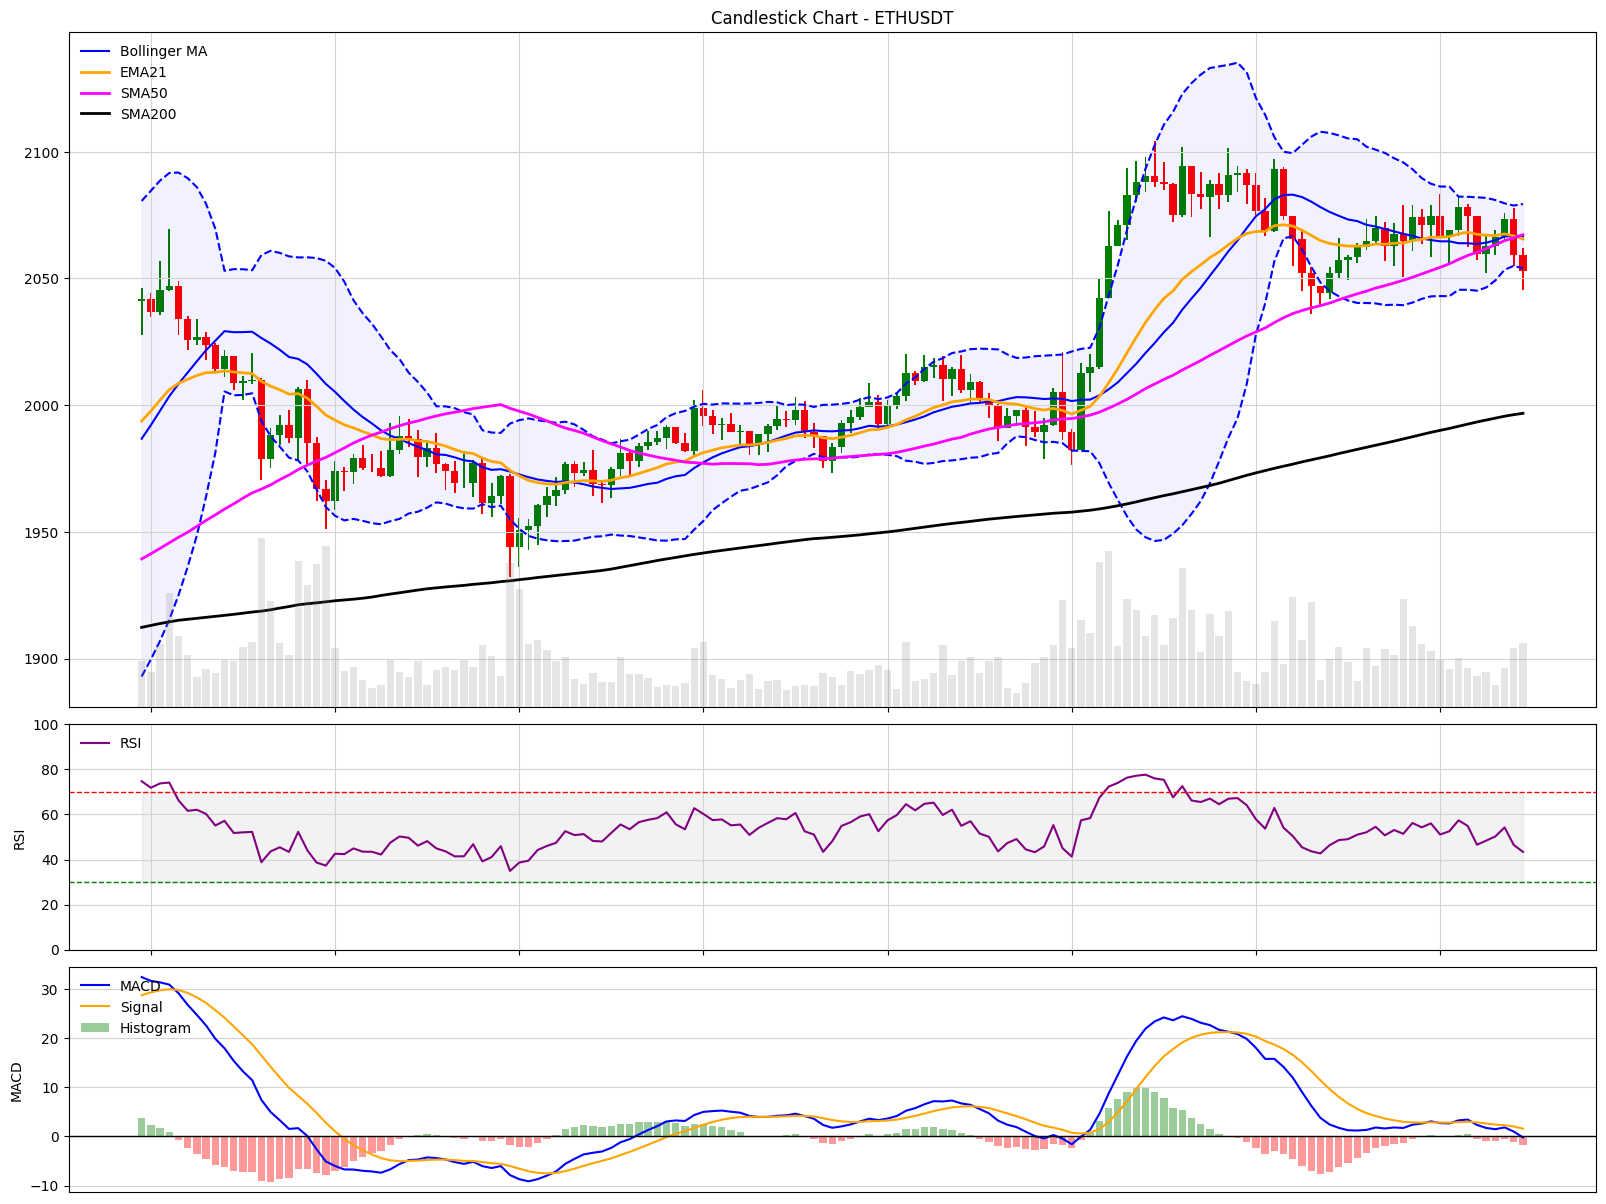 Candlestick Chart - ETHUSDT
Bollinger MA
EMA21
SMA50
SMA200
2100
2050
2000
1950
1900
100
80
60
40
20
0
RSI
RSI
30
20
10
0
−10
MACD
MACD
Signal
Histogram